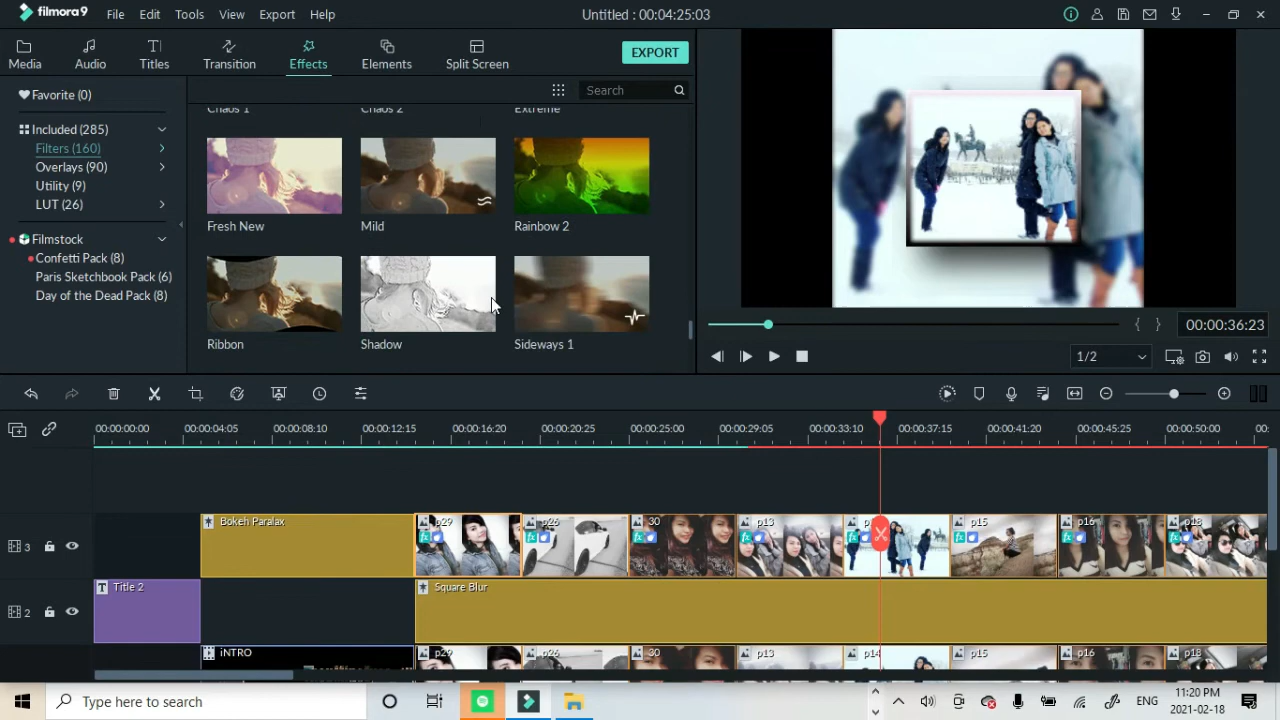 filmora9
File Edit Tools View Export Help
Untitled : 00:04:25:03
Media Audio Titles Transition Effects Elements Split Screen
EXPORT
Favorite (0)
Included (285)
Filters (160)
Overlays (90)
Utility (9)
LUT (26)
Filmstock
Confetti Pack (8)
Paris Sketchbook Pack (6)
Day of the Dead Pack (8)
Search
Chaos 1 Chaos 2 Extreme
Fresh New Mild Rainbow 2
Ribbon Shadow Sideways 1
{ } 00:00:36:23
1/2
00:00:00:00 00:00:04:05 00:00:08:10 00:00:12:15 00:00:16:20 00:00:20:25 00:00:25:00 00:00:29:05 00:00:33:10 00:00:37:15 00:00:41:20 00:00:45:25 00:00:50:00 00:
3 Bokeh Paralax p29 p26 30 p13 p15 p16 p18
2 Title 2 Square Blur
iNTRO p29 p26 30 p13 p14 p15 p16 p18
Type here to search
ENG
11:20 PM
2021-02-18